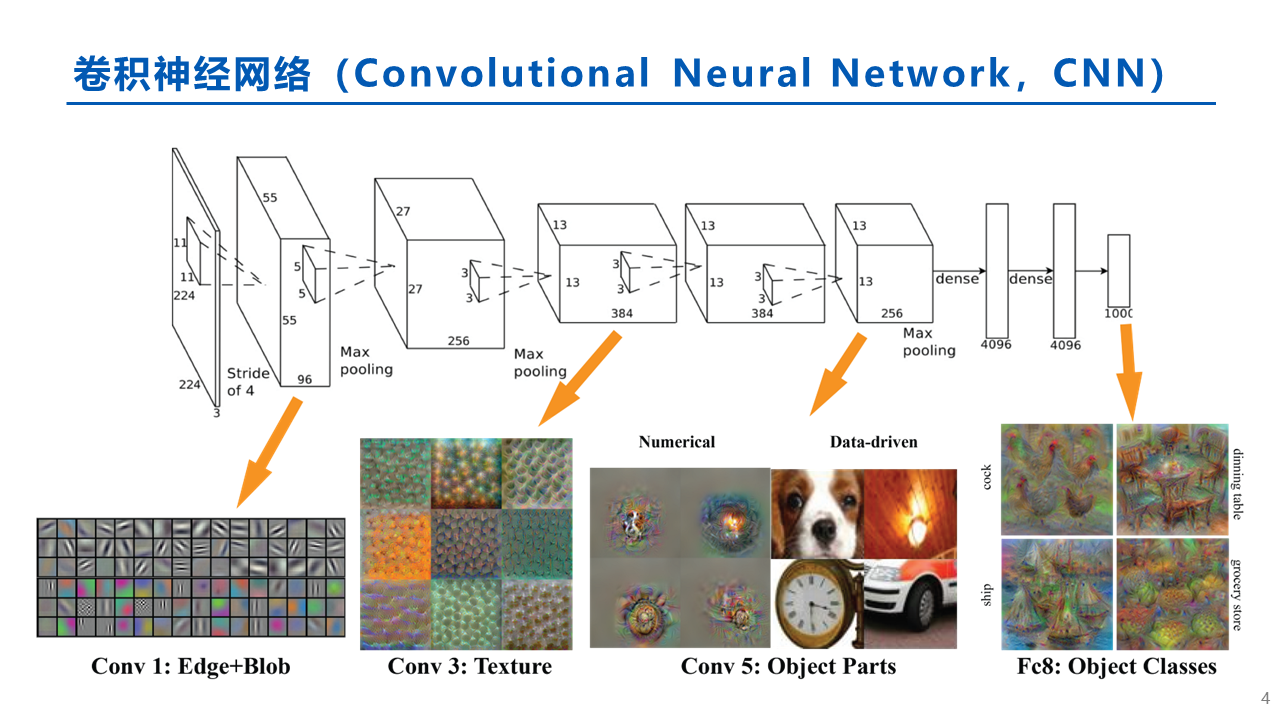 卷积神经网络（Convolutional Neural Network，CNN）
11
11
224
224
3
Stride
of 4
55
55
96
5
5
Max
pooling
27
27
256
3
3
Max
pooling
13
13
384
3
3
13
13
384
3
3
13
13
256
Max
pooling
dense
4096
dense
4096
1000
Numerical
Data-driven
cock
dinning table
ship
grocery store
Conv 1: Edge+Blob
Conv 3: Texture
Conv 5: Object Parts
Fc8: Object Classes
4